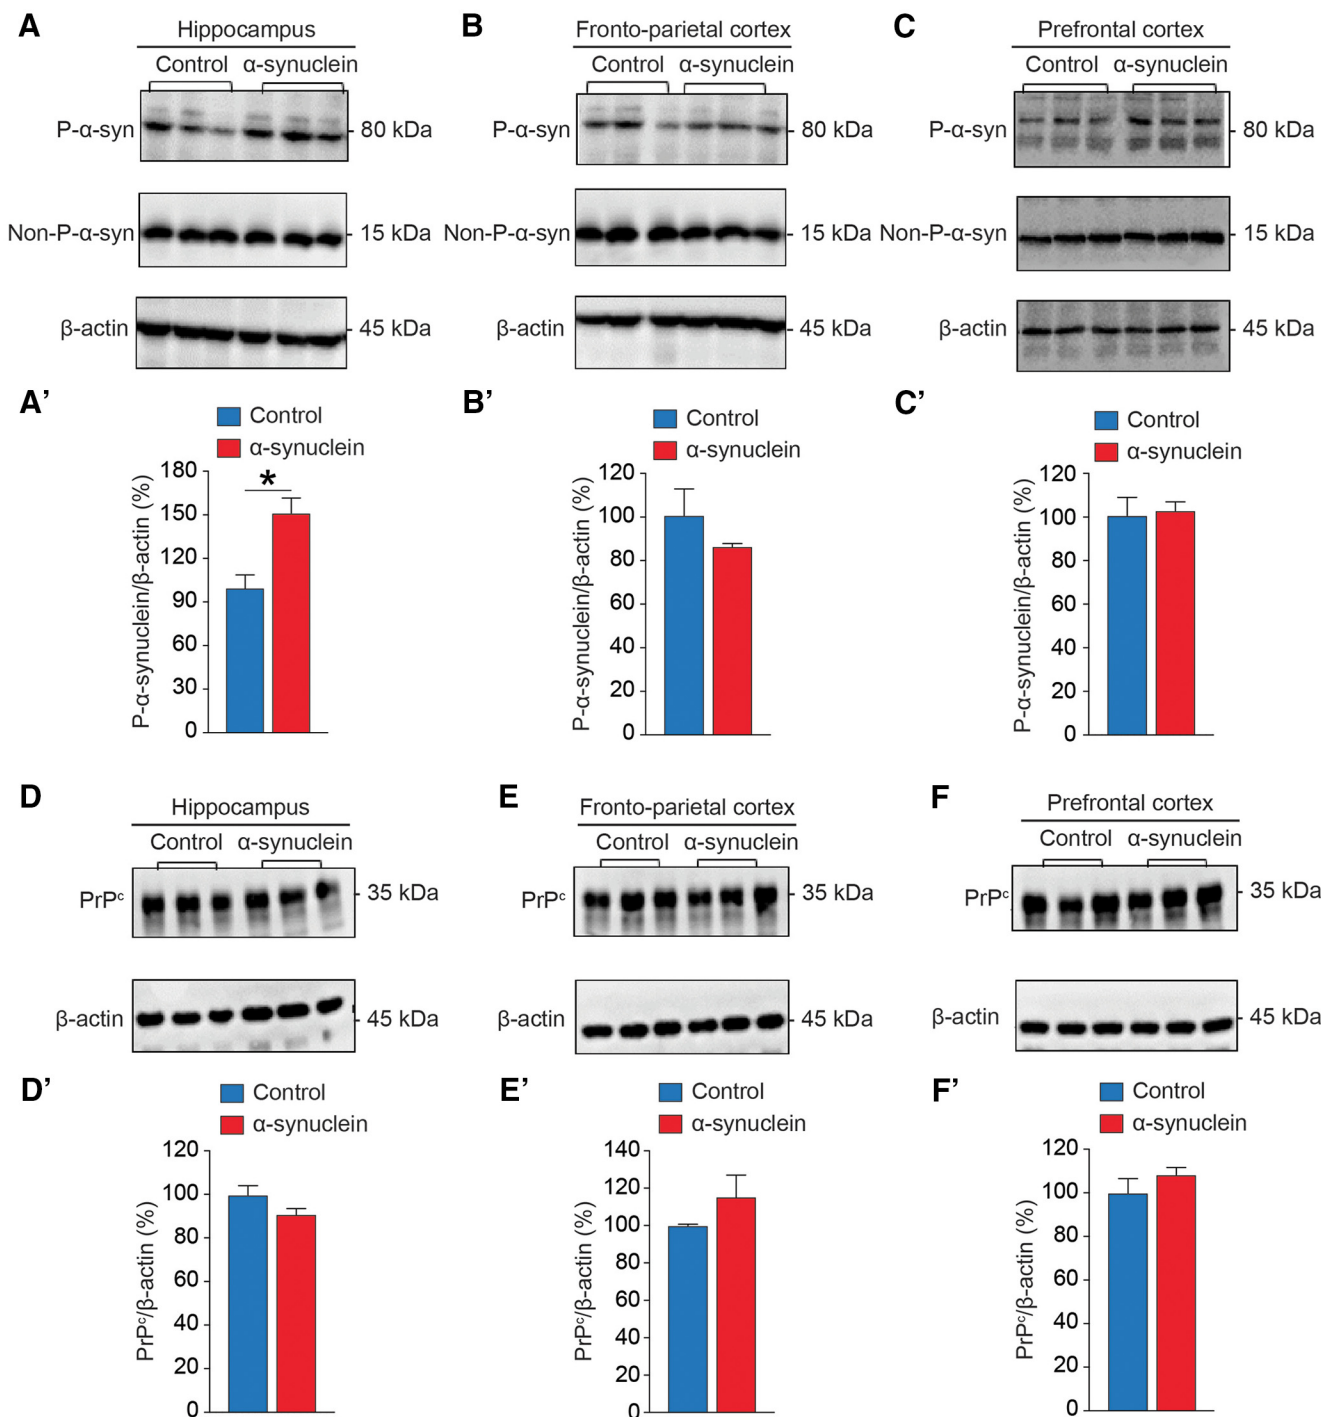 A
Hippocampus
Control α-synuclein
P-α-syn
80 kDa
Non-P-α-syn
15 kDa
β-actin
45 kDa
B
Fronto-parietal cortex
Control α-synuclein
P-α-syn
80 kDa
Non-P-α-syn
15 kDa
β-actin
45 kDa
C
Prefrontal cortex
Control α-synuclein
P-α-syn
80 kDa
Non-P-α-syn
15 kDa
β-actin
45 kDa
A'
Control
α-synuclein
P-α-synuclein/β-actin (%)
180
150
120
90
60
30
0
*
B'
Control
α-synuclein
P-α-synuclein/β-actin (%)
120
100
80
60
40
20
0
C'
Control
α-synuclein
P-α-synuclein/β-actin (%)
120
100
80
60
40
20
0
D
Hippocampus
Control α-synuclein
PrPᶜ
35 kDa
β-actin
45 kDa
E
Fronto-parietal cortex
Control α-synuclein
PrPᶜ
35 kDa
β-actin
45 kDa
F
Prefrontal cortex
Control α-synuclein
PrPᶜ
35 kDa
β-actin
45 kDa
D'
Control
α-synuclein
PrPᶜ/β-actin (%)
120
100
80
60
40
20
0
E'
Control
α-synuclein
PrPᶜ/β-actin (%)
140
120
100
80
60
40
20
0
F'
Control
α-synuclein
PrPᶜ/β-actin (%)
120
100
80
60
40
20
0